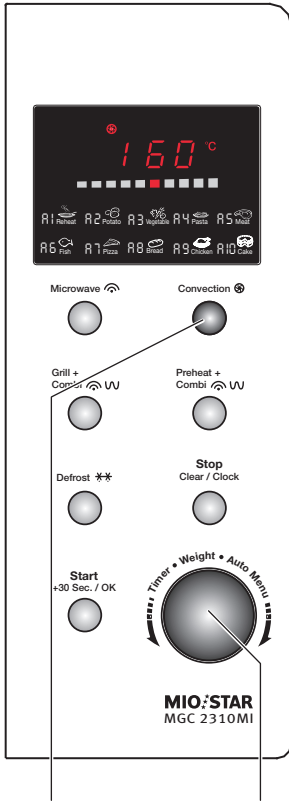 160 °C
A1 Reheat A2 Potato A3 Vegetable A4 Pasta A5 Meat
A6 Fish A7 Pizza A8 Bread A9 Chicken A10 Cake
Microwave Convection
Grill + Preheat +
Combi Combi
Stop
Defrost Clear / Clock
Start
+30 Sec. / OK
Timer • Weight • Auto Menu
MIO STAR
MGC 2310MI